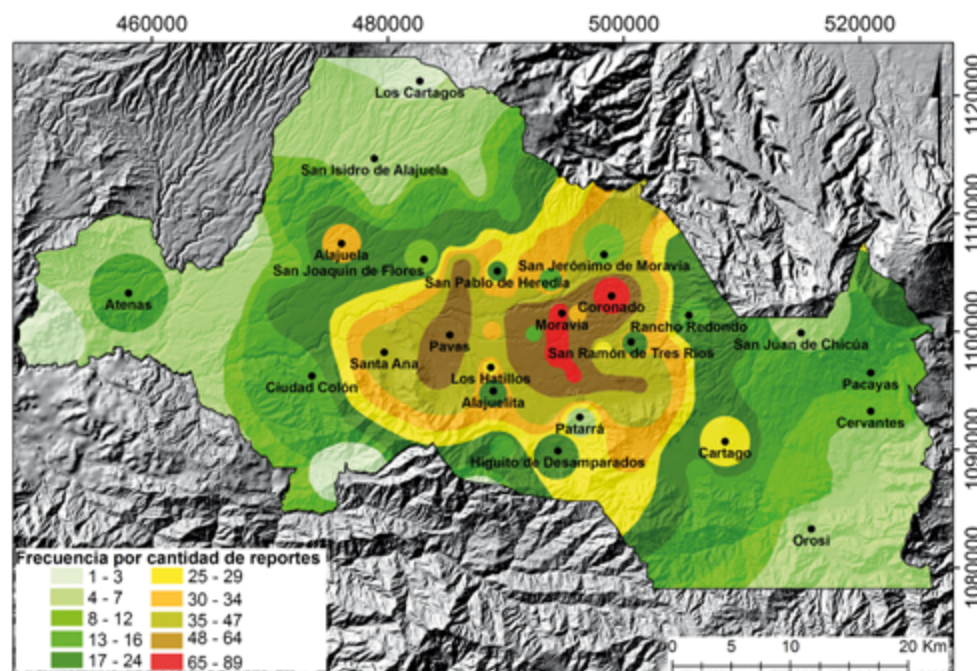 460000 480000 500000 520000
1120000
Los Cartagos
San Isidro de Alajuela
1110000
Alajuela
San Joaquín de Flores
San Jerónimo de Moravia
San Pablo de Heredia
Atenas
Coronado
Moravia
Rancho Redondo
1100000
Pavas
San Juan de Chicúa
Santa Ana
San Ramón de Tres Ríos
Los Hatillos
Ciudad Colón
Pacayas
Alajuelita
Cervantes
Patarrá
Cartago
1090000
Higuito de Desamparados
Orosi
1080000
Frecuencia por cantidad de reportes
1 - 3 25 - 29
4 - 7 30 - 34
8 - 12 35 - 47
13 - 16 48 - 64
17 - 24 65 - 89
0 5 10 20 Km